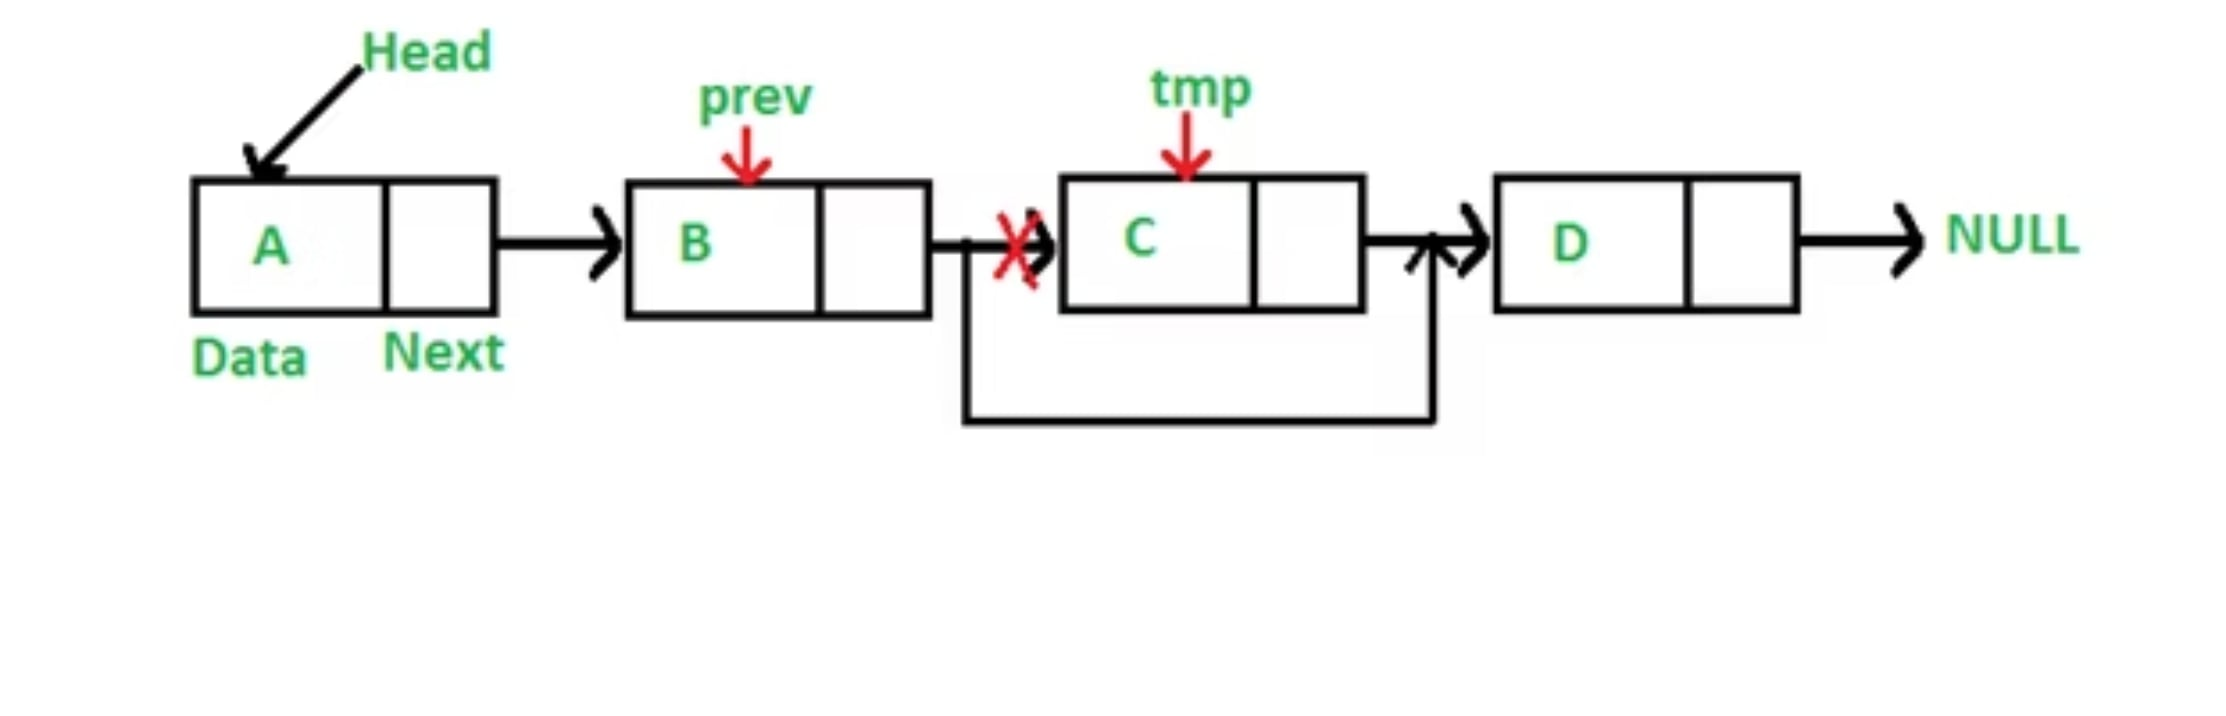 Head
prev
tmp
A
B
C
D
NULL
Data Next